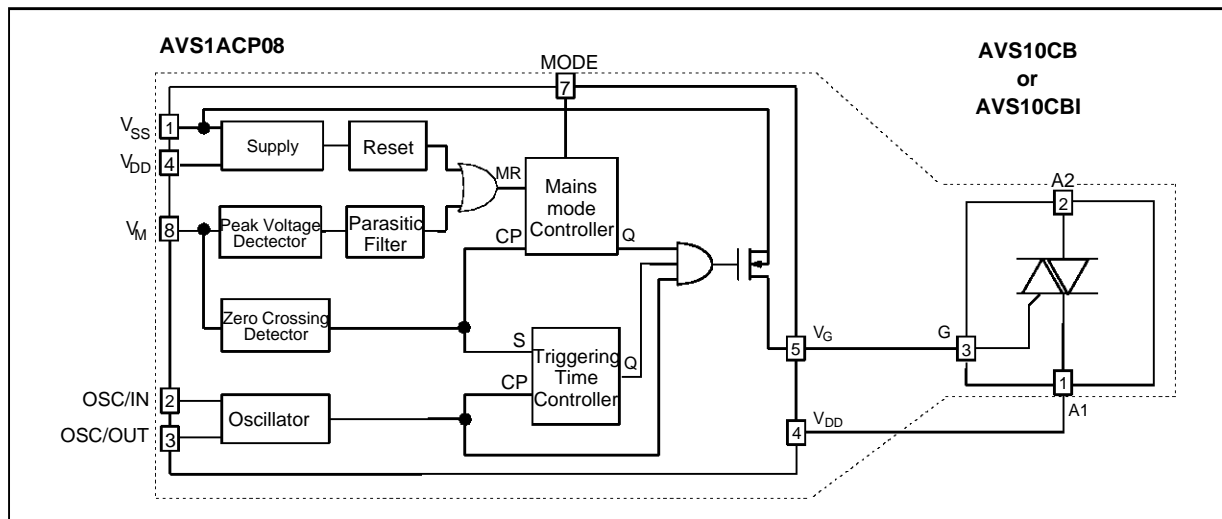 AVS1ACP08
AVS10CB
or
AVS10CBI
MODE
7
VSS
1
VDD
4
Supply
Reset
MR
Mains
mode
Controller
CP
Q
VM
8
Peak Voltage
Dectector
Parasitic
Filter
Zero Crossing
Detector
S
Triggering
Time
Controller
CP
Q
OSC/IN
2
OSC/OUT
3
Oscillator
5
VG
4
VDD
A2
2
G
3
1
A1